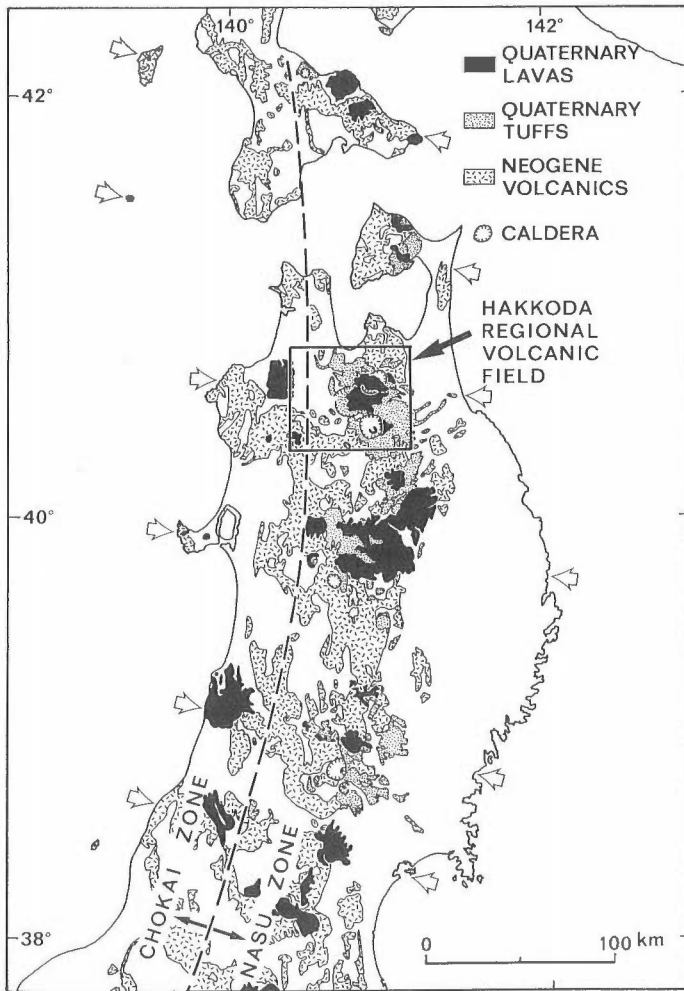 140°
142°
42°
40°
38°
QUATERNARY
LAVAS
QUATERNARY
TUFFS
NEOGENE
VOLCANICS
CALDERA
HAKKODA
REGIONAL
VOLCANIC
FIELD
CHOKAI ZONE
NASU ZONE
0 100 km